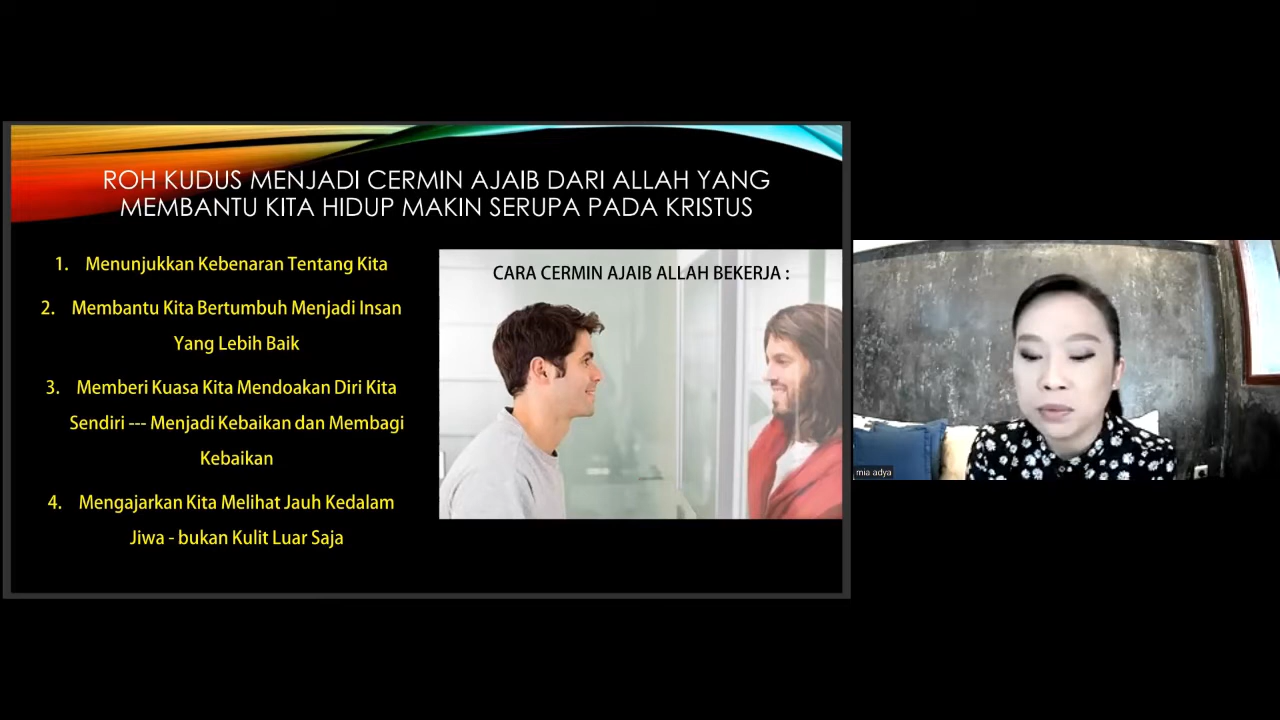 ROH KUDUS MENJADI CERMIN AJAIB DARI ALLAH YANG
MEMBANTU KITA HIDUP MAKIN SERUPA PADA KRISTUS
1. Menunjukkan Kebenaran Tentang Kita
2. Membantu Kita Bertumbuh Menjadi Insan
Yang Lebih Baik
3. Memberi Kuasa Kita Mendoakan Diri Kita
Sendiri --- Menjadi Kebaikan dan Membagi
Kebaikan
4. Mengajarkan Kita Melihat Jauh Kedalam
Jiwa - bukan Kulit Luar Saja
CARA CERMIN AJAIB ALLAH BEKERJA :
mia adya